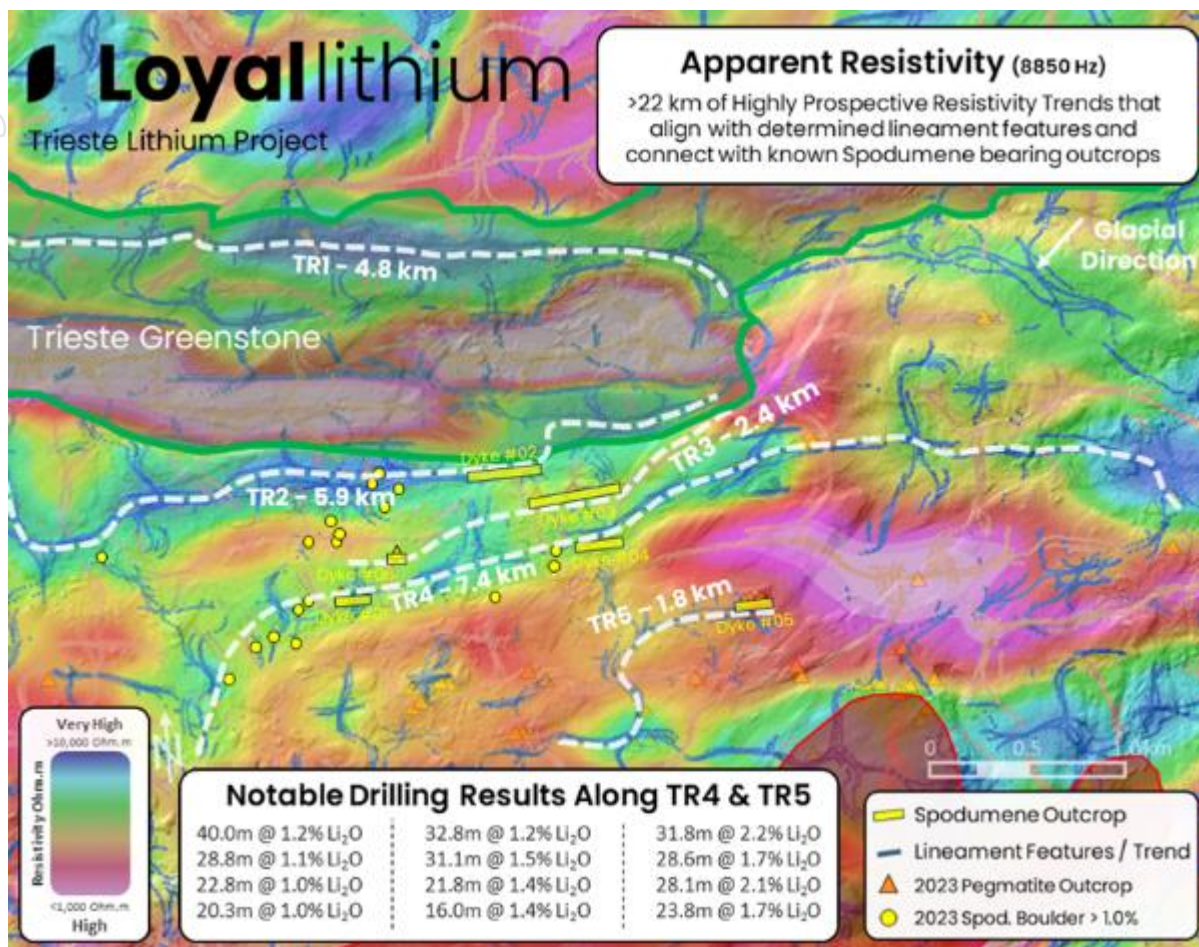 Loyallithium
Trieste Lithium Project
Apparent Resistivity (8850 Hz)
>22 km of Highly Prospective Resistivity Trends that
align with determined lineament features and
connect with known Spodumene bearing outcrops
Glacial
Direction
TR1 - 4.8 km
Trieste Greenstone
TR3 - 2.4 km
Dyke #02
TR2 - 5.9 km
Dyke #04
TR4 - 7.4 km
TR5 - 1.8 km
Dyke #05
Very High
>10,000 Ohm.m
Resistivity Ohm.m
<1,000 Ohm.m
High
N
0 0.5 1.0km
Notable Drilling Results Along TR4 & TR5
40.0m @ 1.2% Li₂O
28.8m @ 1.1% Li₂O
22.8m @ 1.0% Li₂O
20.3m @ 1.0% Li₂O
32.8m @ 1.2% Li₂O
31.1m @ 1.5% Li₂O
21.8m @ 1.4% Li₂O
16.0m @ 1.4% Li₂O
31.8m @ 2.2% Li₂O
28.6m @ 1.7% Li₂O
28.1m @ 2.1% Li₂O
23.8m @ 1.7% Li₂O
Spodumene Outcrop
Lineament Features / Trend
2023 Pegmatite Outcrop
2023 Spod. Boulder > 1.0%